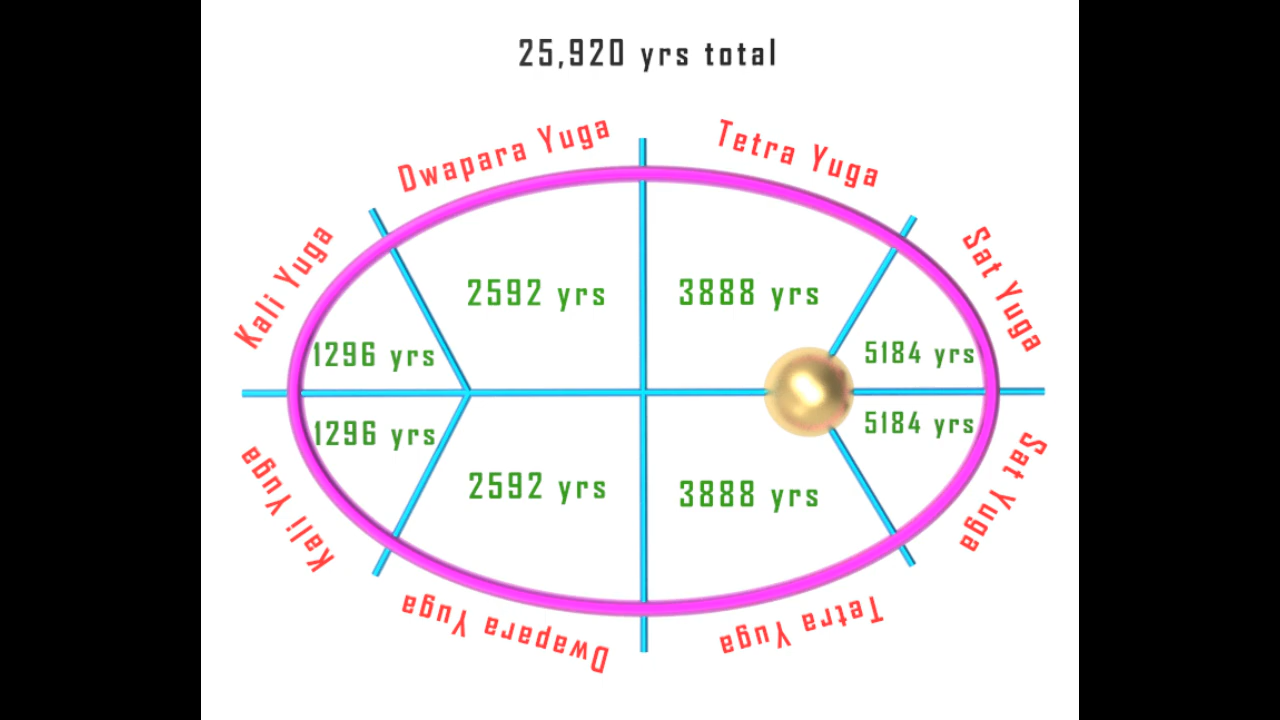 25,920 yrs total
Dwapara Yuga
Tetra Yuga
Kali Yuga
Sat Yuga
2592 yrs
3888 yrs
1296 yrs
5184 yrs
1296 yrs
5184 yrs
2592 yrs
3888 yrs
Kali Yuga
Sat Yuga
Dwapara Yuga
Tetra Yuga